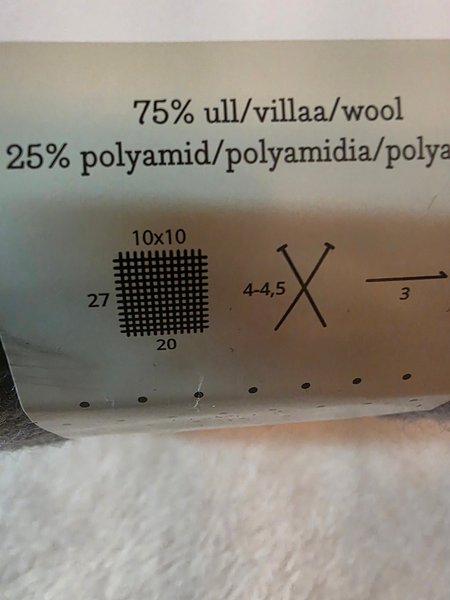 75% ull/villaa/wool
25% polyamid/polyamidia/polya
10x10
27
4-4,5
3
20